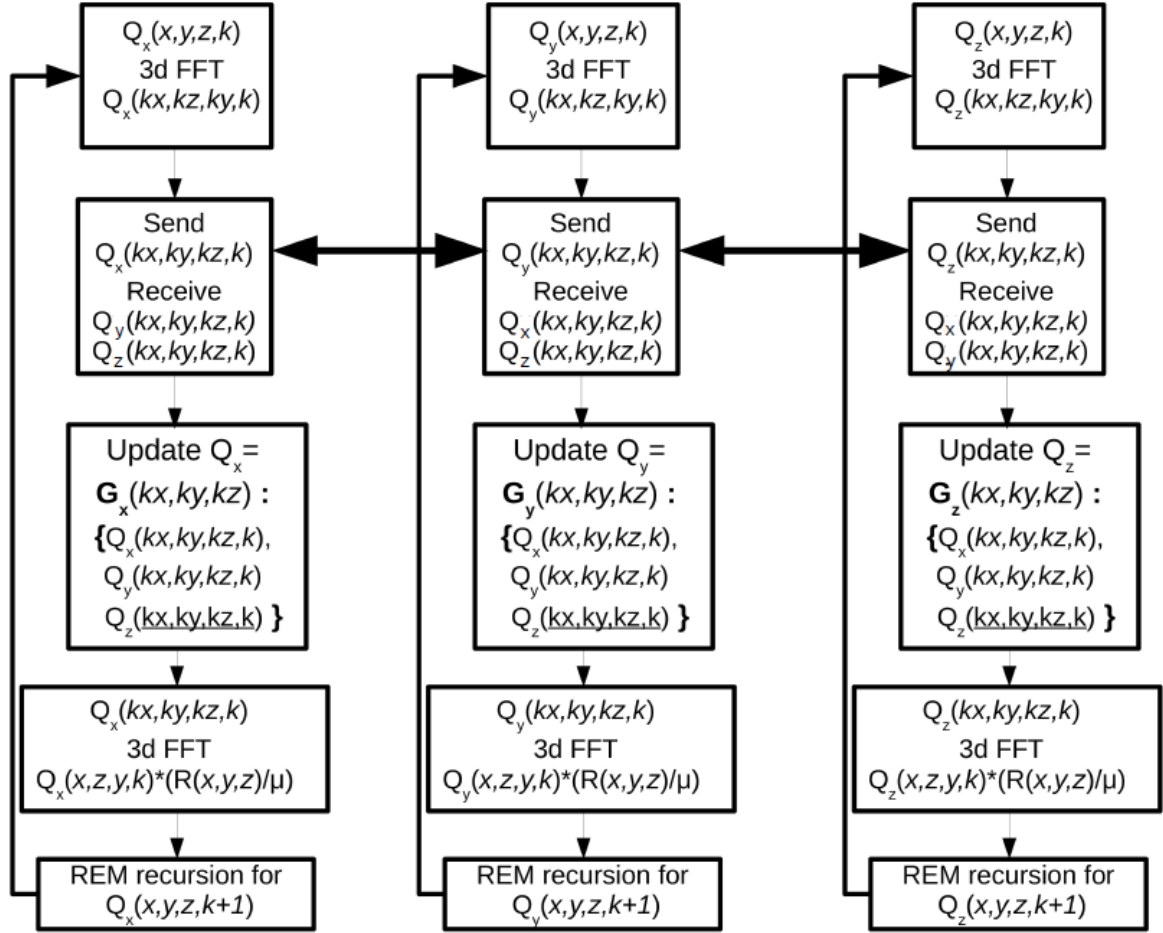 Qx(x,y,z,k)
3d FFT
Qx(kx,kz,ky,k)
Send
Qx(kx,ky,kz,k)
Receive
Qy(kx,ky,kz,k)
Qz(kx,ky,kz,k)
Update Qx=
Gx(kx,ky,kz) :
{Qx(kx,ky,kz,k),
Qy(kx,ky,kz,k)
Qz(kx,ky,kz,k) }
Qx(kx,ky,kz,k)
3d FFT
Qx(x,z,y,k)*(R(x,y,z)/μ)
REM recursion for
Qx(x,y,z,k+1)
Qy(x,y,z,k)
3d FFT
Qy(kx,kz,ky,k)
Send
Qy(kx,ky,kz,k)
Receive
Qx(kx,ky,kz,k)
Qz(kx,ky,kz,k)
Update Qy=
Gy(kx,ky,kz) :
{Qx(kx,ky,kz,k),
Qy(kx,ky,kz,k)
Qz(kx,ky,kz,k) }
Qy(kx,ky,kz,k)
3d FFT
Qy(x,z,y,k)*(R(x,y,z)/μ)
REM recursion for
Qy(x,y,z,k+1)
Qz(x,y,z,k)
3d FFT
Qz(kx,kz,ky,k)
Send
Qz(kx,ky,kz,k)
Receive
Qx(kx,ky,kz,k)
Qy(kx,ky,kz,k)
Update Qz=
Gz(kx,ky,kz) :
{Qx(kx,ky,kz,k),
Qy(kx,ky,kz,k)
Qz(kx,ky,kz,k) }
Qz(kx,ky,kz,k)
3d FFT
Qz(x,z,y,k)*(R(x,y,z)/μ)
REM recursion for
Qz(x,y,z,k+1)